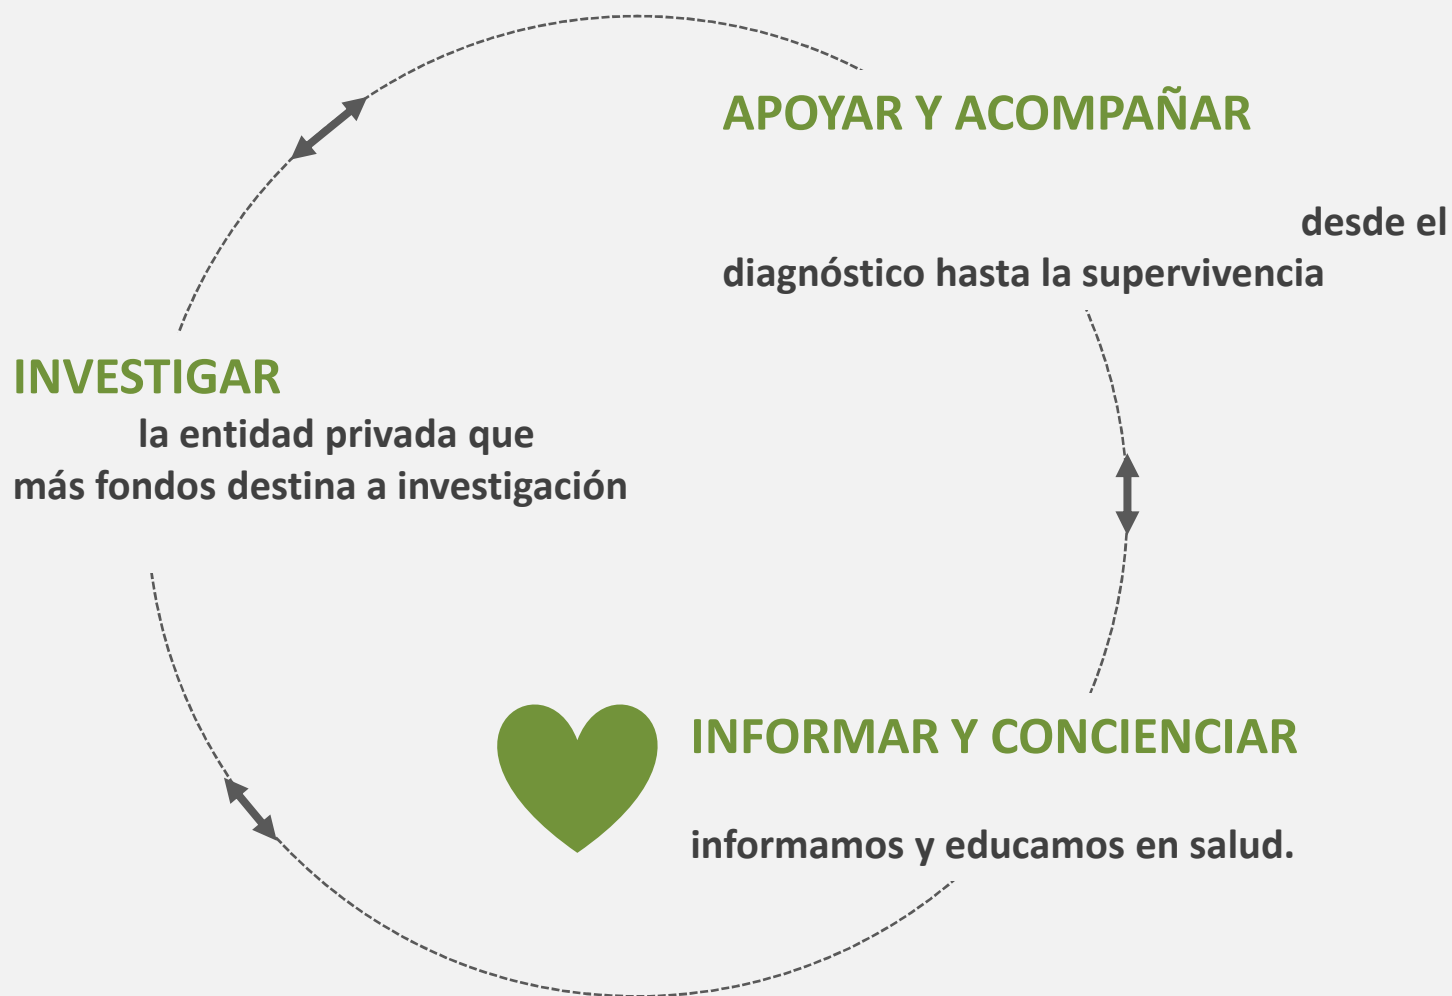 APOYAR Y ACOMPAÑAR
desde el
diagnóstico hasta la supervivencia
INVESTIGAR
la entidad privada que
más fondos destina a investigación
INFORMAR Y CONCIENCIAR
informamos y educamos en salud.